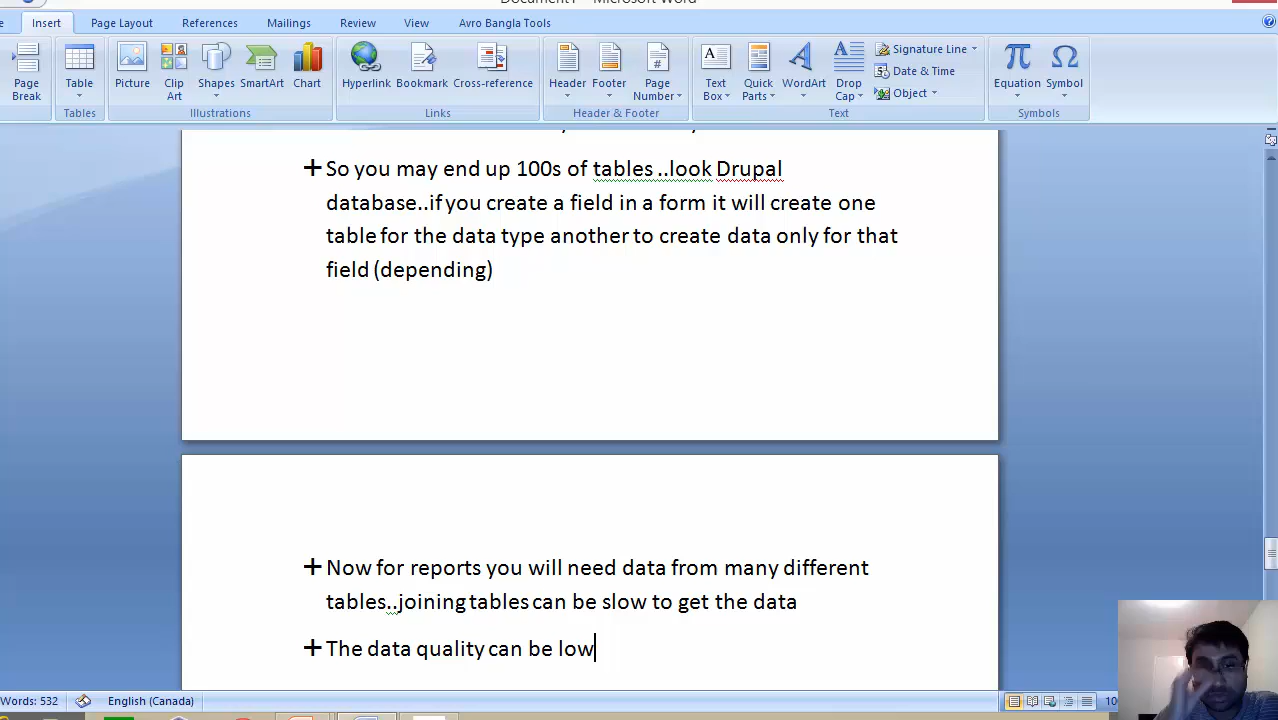 Insert Page Layout References Mailings Review View Avro Bangla Tools
Page Break
Table
Picture
Clip Art
Shapes
SmartArt
Chart
Hyperlink
Bookmark
Cross-reference
Header
Footer
Page Number
Text Box
Quick Parts
WordArt
Drop Cap
Signature Line
Date & Time
Object
Equation
Symbol
Tables
Illustrations
Links
Header & Footer
Text
Symbols
So you may end up 100s of tables ..look Drupal
database..if you create a field in a form it will create one
table for the data type another to create data only for that
field (depending)
Now for reports you will need data from many different
tables..joining tables can be slow to get the data
The data quality can be low
Words: 532
English (Canada)